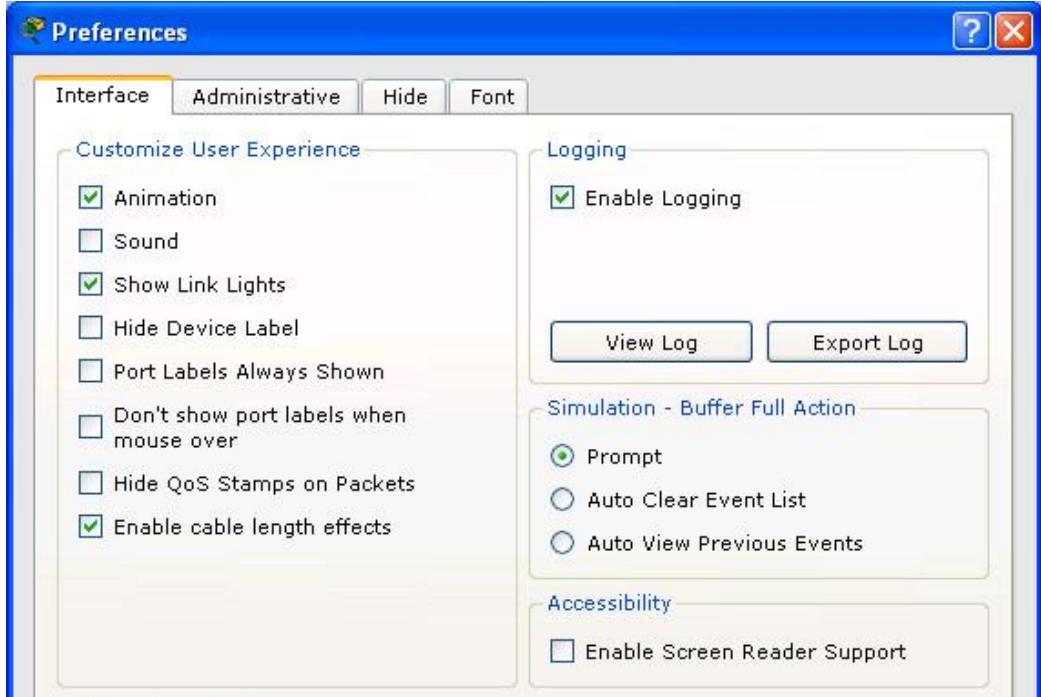 Preferences
Interface
Administrative
Hide
Font
Customize User Experience
Animation
Sound
Show Link Lights
Hide Device Label
Port Labels Always Shown
Don't show port labels when
mouse over
Hide QoS Stamps on Packets
Enable cable length effects
Logging
Enable Logging
View Log
Export Log
Simulation - Buffer Full Action
Prompt
Auto Clear Event List
Auto View Previous Events
Accessibility
Enable Screen Reader Support